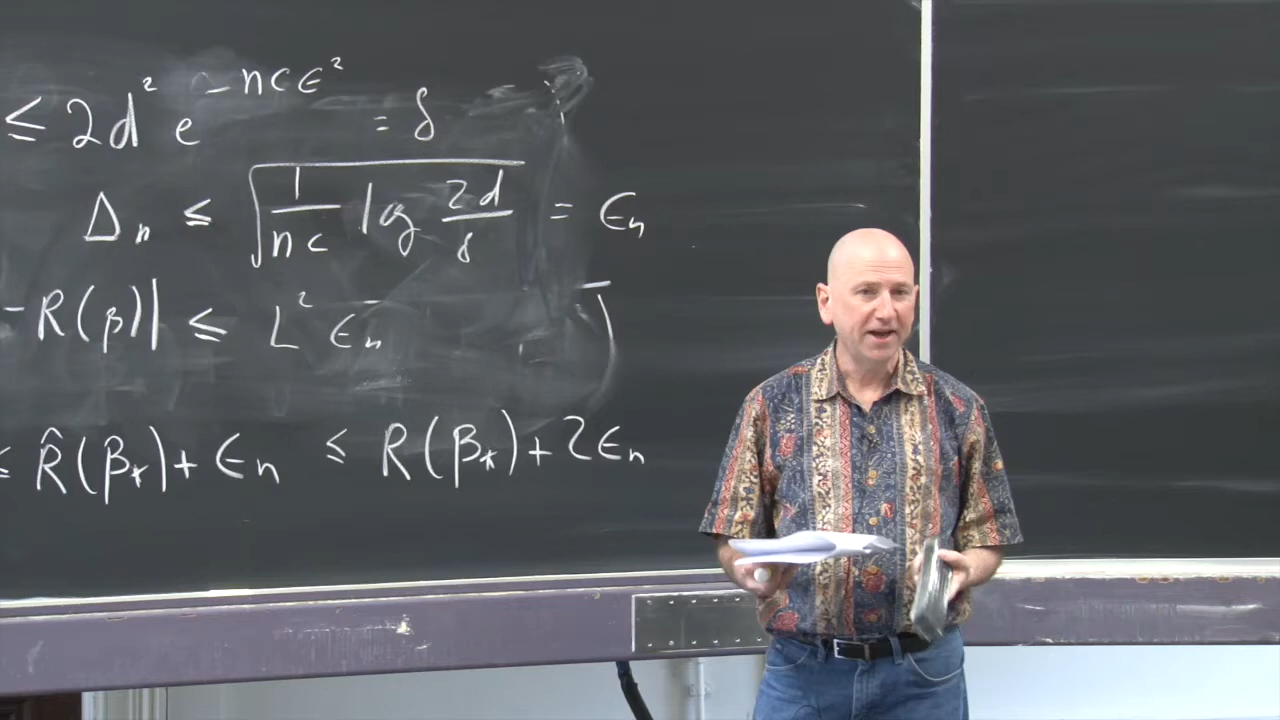 ≤ 2d² e^{-ncϵ²} = δ
Δₙ ≤ √(1/(nc) log 2d/δ) = ϵₙ
-R(β)| ≤ L² ϵₙ
≤ R̂(β⋆) + ϵₙ ≤ R(β⋆) + 2ϵₙ